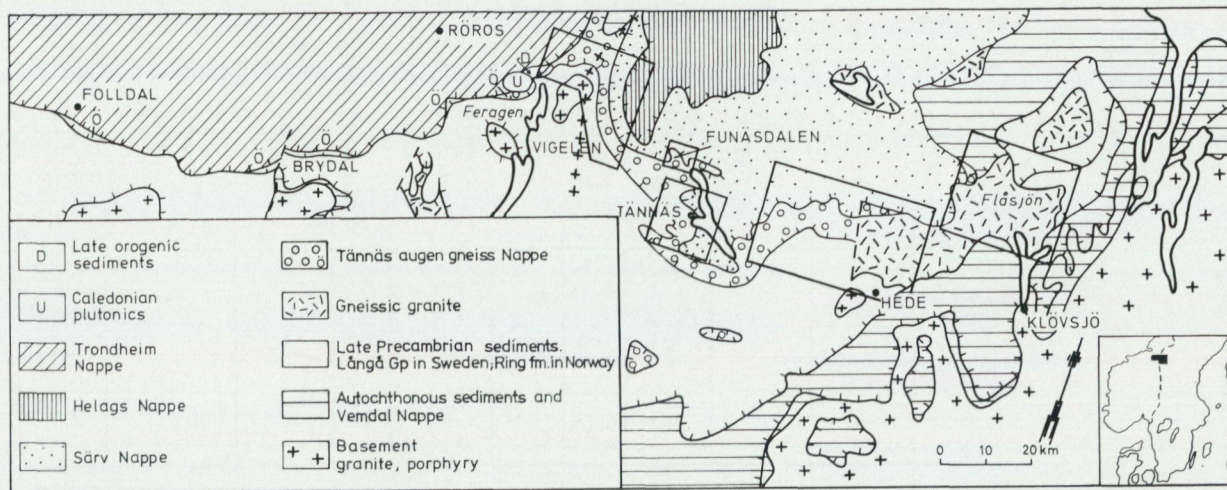 RÖROS
D
FOLLDAL
Ö
U
Ö
Feragen
Ö
Ö
Ö
Ö
BRYDAL
VIGELEN
FUNÄSDALEN
TÄNNÄS
Flåsjön
HEDE
KLÖVSJÖ
D
Late orogenic
sediments
U
Caledonian
plutonics
Trondheim
Nappe
Helags Nappe
Särv Nappe
Ö
Tännäs augen gneiss Nappe
Gneissic granite
Late Precambrian sediments.
Långå Gp in Sweden; Ring fm. in Norway
Autochthonous sediments and
Vemdal Nappe
Basement
granite, porphyry
0 10 20 km